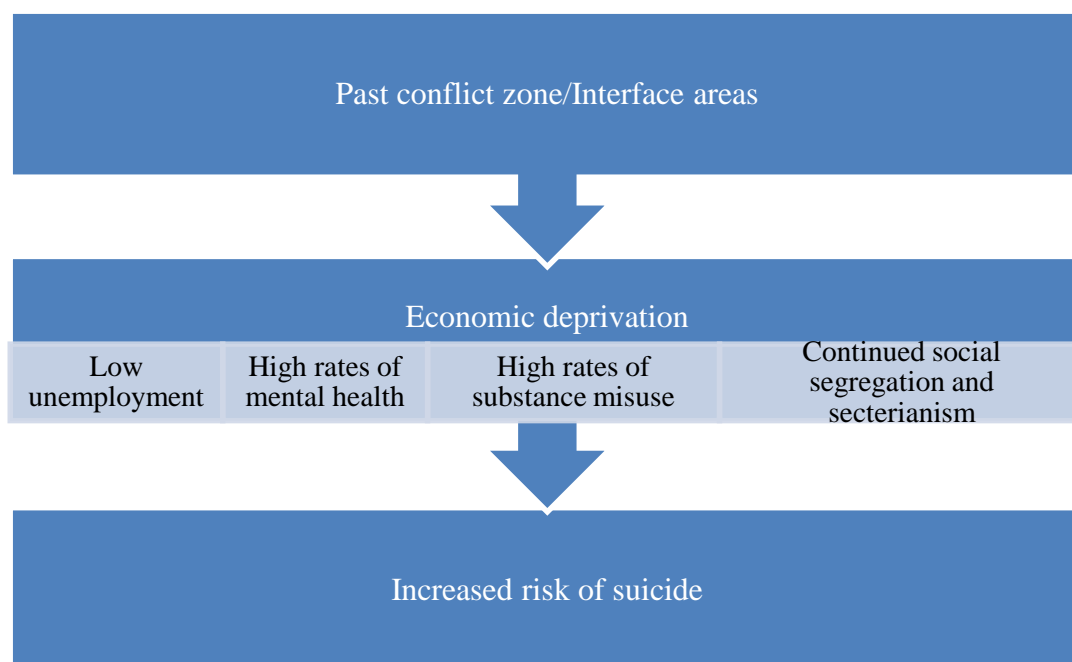 Past conflict zone/Interface areas
Economic deprivation
Low
unemployment
High rates of
mental health
High rates of
substance misuse
Continued social
segregation and
secterianism
Increased risk of suicide